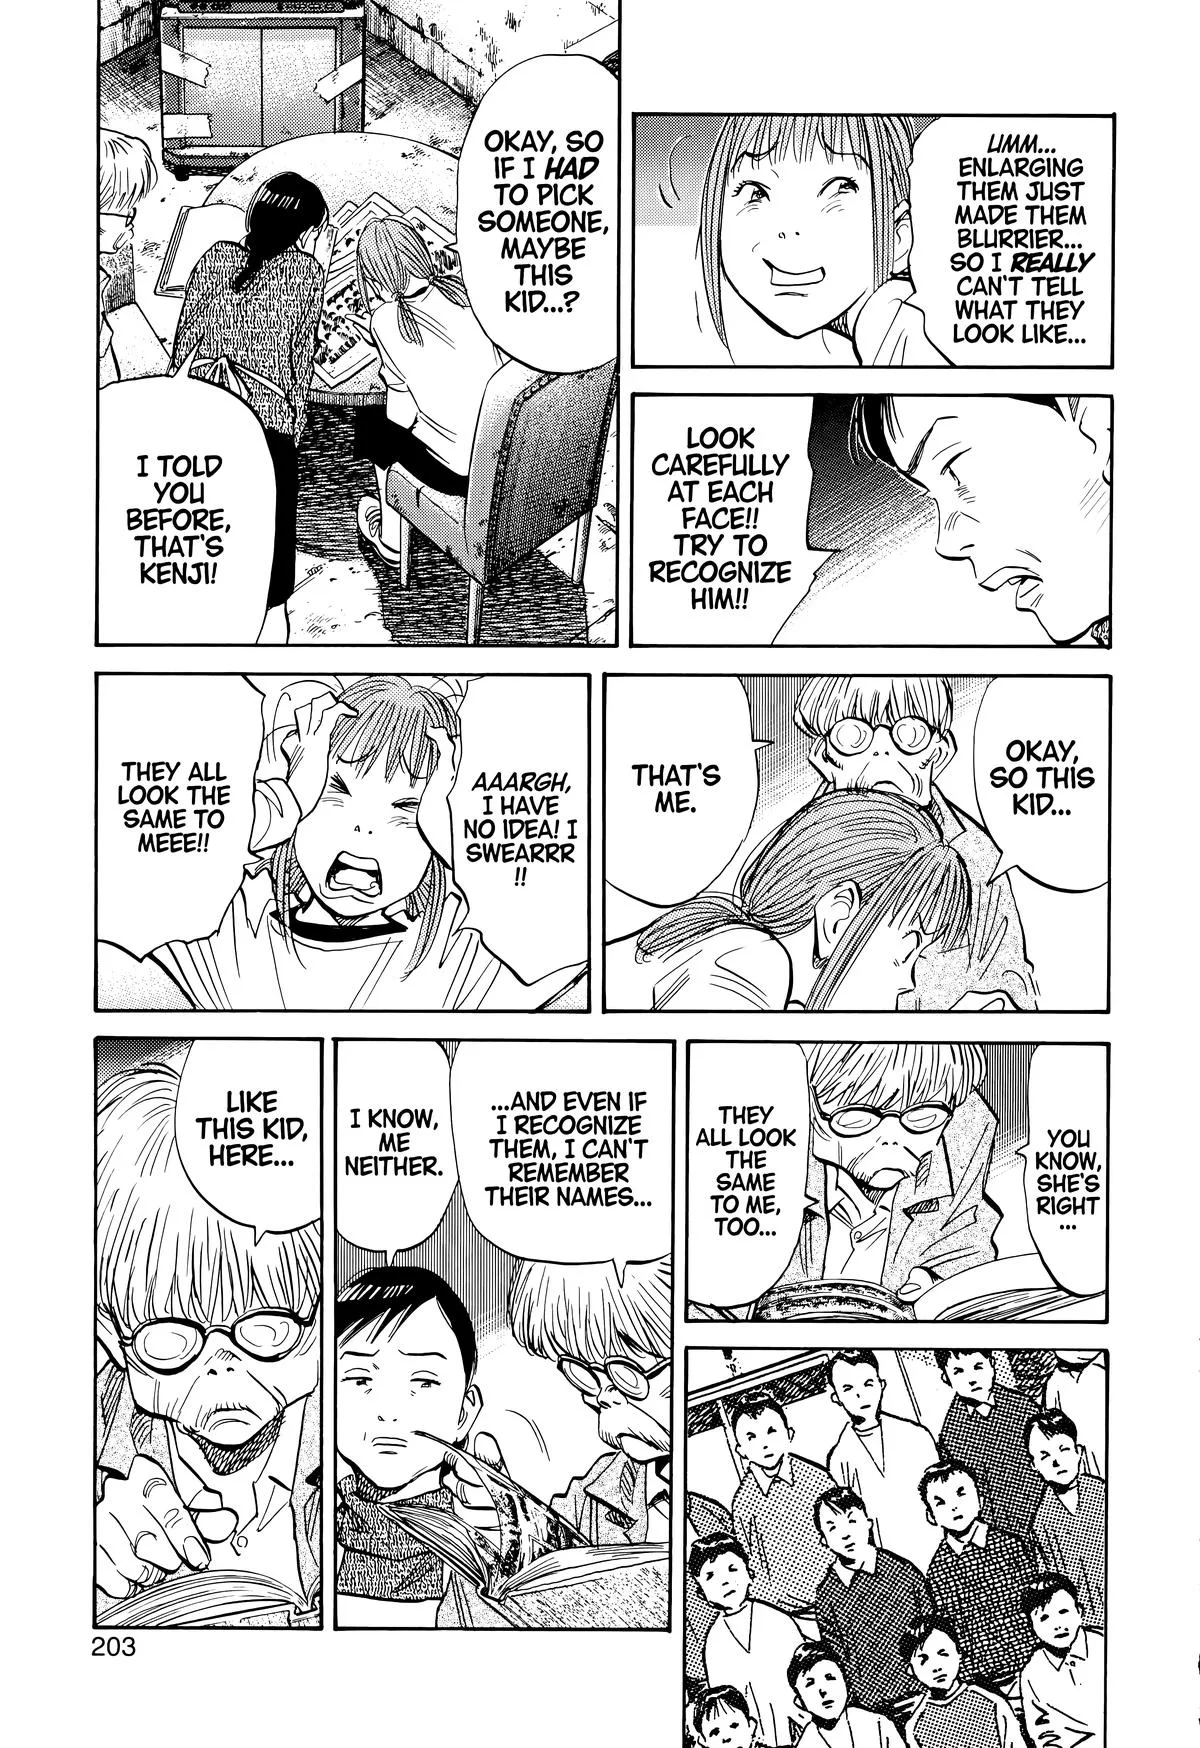 UMM...
ENLARGING
THEM JUST
MADE THEM
BLURRIER...
SO I REALLY
CAN'T TELL
WHAT THEY
LOOK LIKE...
LOOK
CAREFULLY
AT EACH
FACE!!
TRY TO
RECOGNIZE
HIM!!
OKAY, SO
IF I HAD
TO PICK
SOMEONE,
MAYBE
THIS
KID...?
I TOLD
YOU
BEFORE,
THAT'S
KENJI!
OKAY,
SO THIS
KID...
THAT'S
ME.
AAARGH,
I HAVE
NO IDEA! I
SWEARRR
!!
THEY ALL
LOOK THE
SAME TO
MEEE!!
YOU
KNOW,
SHE'S
RIGHT
...
THEY
ALL LOOK
THE
SAME
TO ME,
TOO...
...AND EVEN IF
I RECOGNIZE
THEM, I CAN'T
REMEMBER
THEIR NAMES...
I KNOW,
ME
NEITHER.
LIKE
THIS KID,
HERE...
203